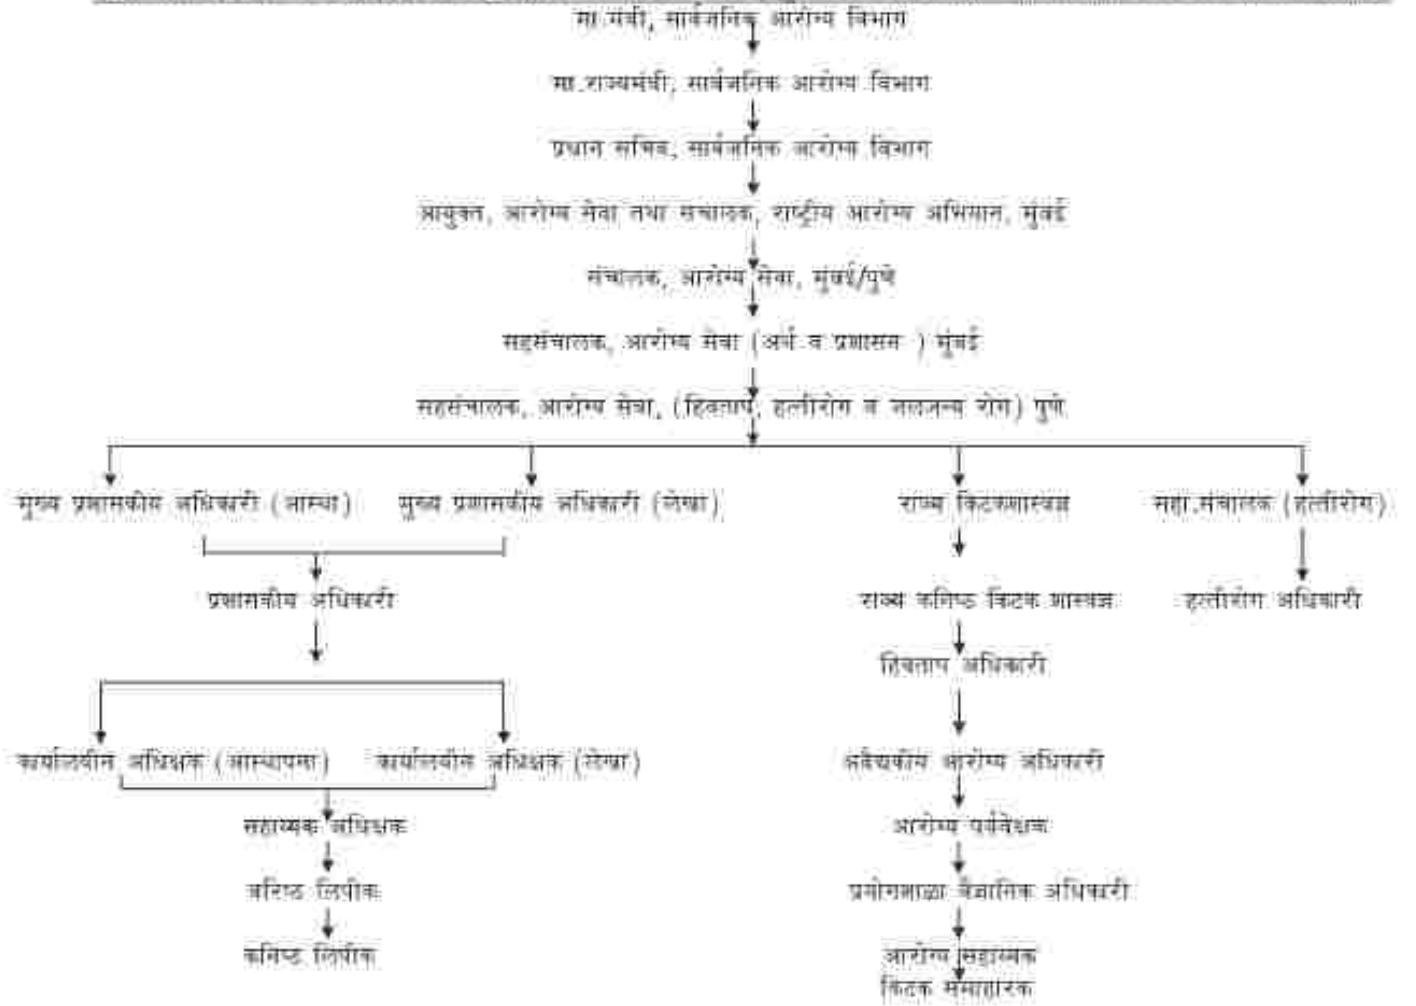 मा.मंत्री, सार्वजनिक आरोग्य विभाग
मा.राज्यमंत्री, सार्वजनिक आरोग्य विभाग
प्रधान सचिव, सार्वजनिक आरोग्य विभाग
आयुक्त, आरोग्य सेवा तथा संचालक, राष्ट्रीय आरोग्य अभियान, मुंबई
संचालक, आरोग्य सेवा, मुंबई/पुणे
सहसंचालक, आरोग्य सेवा (अर्थ व प्रशासन ) मुंबई
सहसंचालक, आरोग्य सेवा, (हिवताप, हत्तीरोग व जलजन्य रोग) पुणे
मुख्य प्रशासकीय अधिकारी (आस्था) मुख्य प्रशासकीय अधिकारी (लेखा) राज्य किटकशास्त्रज्ञ सहा.संचालक (हत्तीरोग)
प्रशासकीय अधिकारी राज्य कनिष्ठ किटक शास्त्रज्ञ हत्तीरोग अधिकारी
हिवताप अधिकारी
कार्यालयीन अधिक्षक (आस्थापना) कार्यालयीन अधिक्षक (लेखा) अवैद्यकीय आरोग्य अधिकारी
सहाय्यक अधिक्षक आरोग्य पर्यवेक्षक
वरिष्ठ लिपीक प्रयोगशाळा वैज्ञानिक अधिकारी
कनिष्ठ लिपीक आरोग्य सहाय्यक
किटक समाहारक